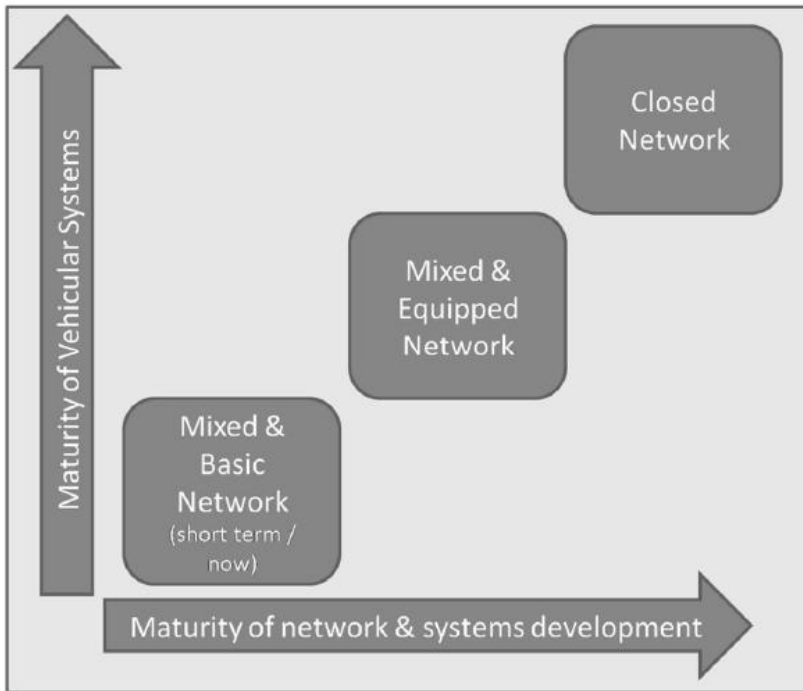 Maturity of Vehicular Systems
Closed
Network
Mixed &
Equipped
Network
Mixed &
Basic
Network
(short term /
now)
Maturity of network & systems development